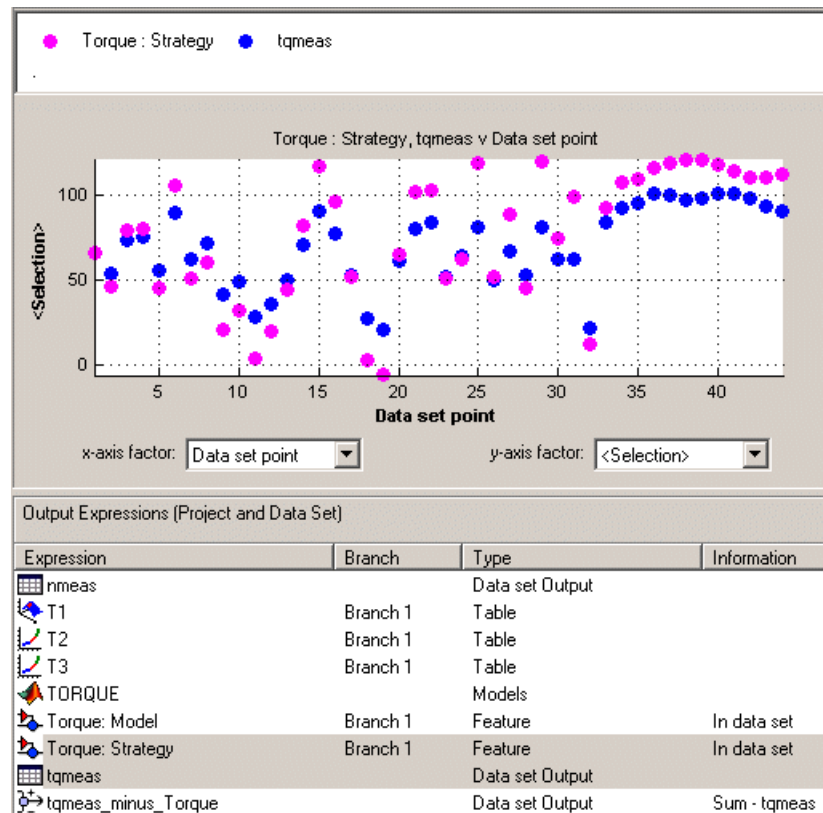 Torque : Strategy tqmeas
.
Torque : Strategy, tqmeas v Data set point
<Selection>
100
50
0
5 10 15 20 25 30 35 40
Data set point
x-axis factor: Data set point y-axis factor: <Selection>
Output Expressions (Project and Data Set)
Expression Branch Type Information
nmeas Data set Output
T1 Branch 1 Table
T2 Branch 1 Table
T3 Branch 1 Table
TORQUE Models
Torque: Model Branch 1 Feature In data set
Torque: Strategy Branch 1 Feature In data set
tqmeas Data set Output
tqmeas_minus_Torque Data set Output Sum - tqmeas